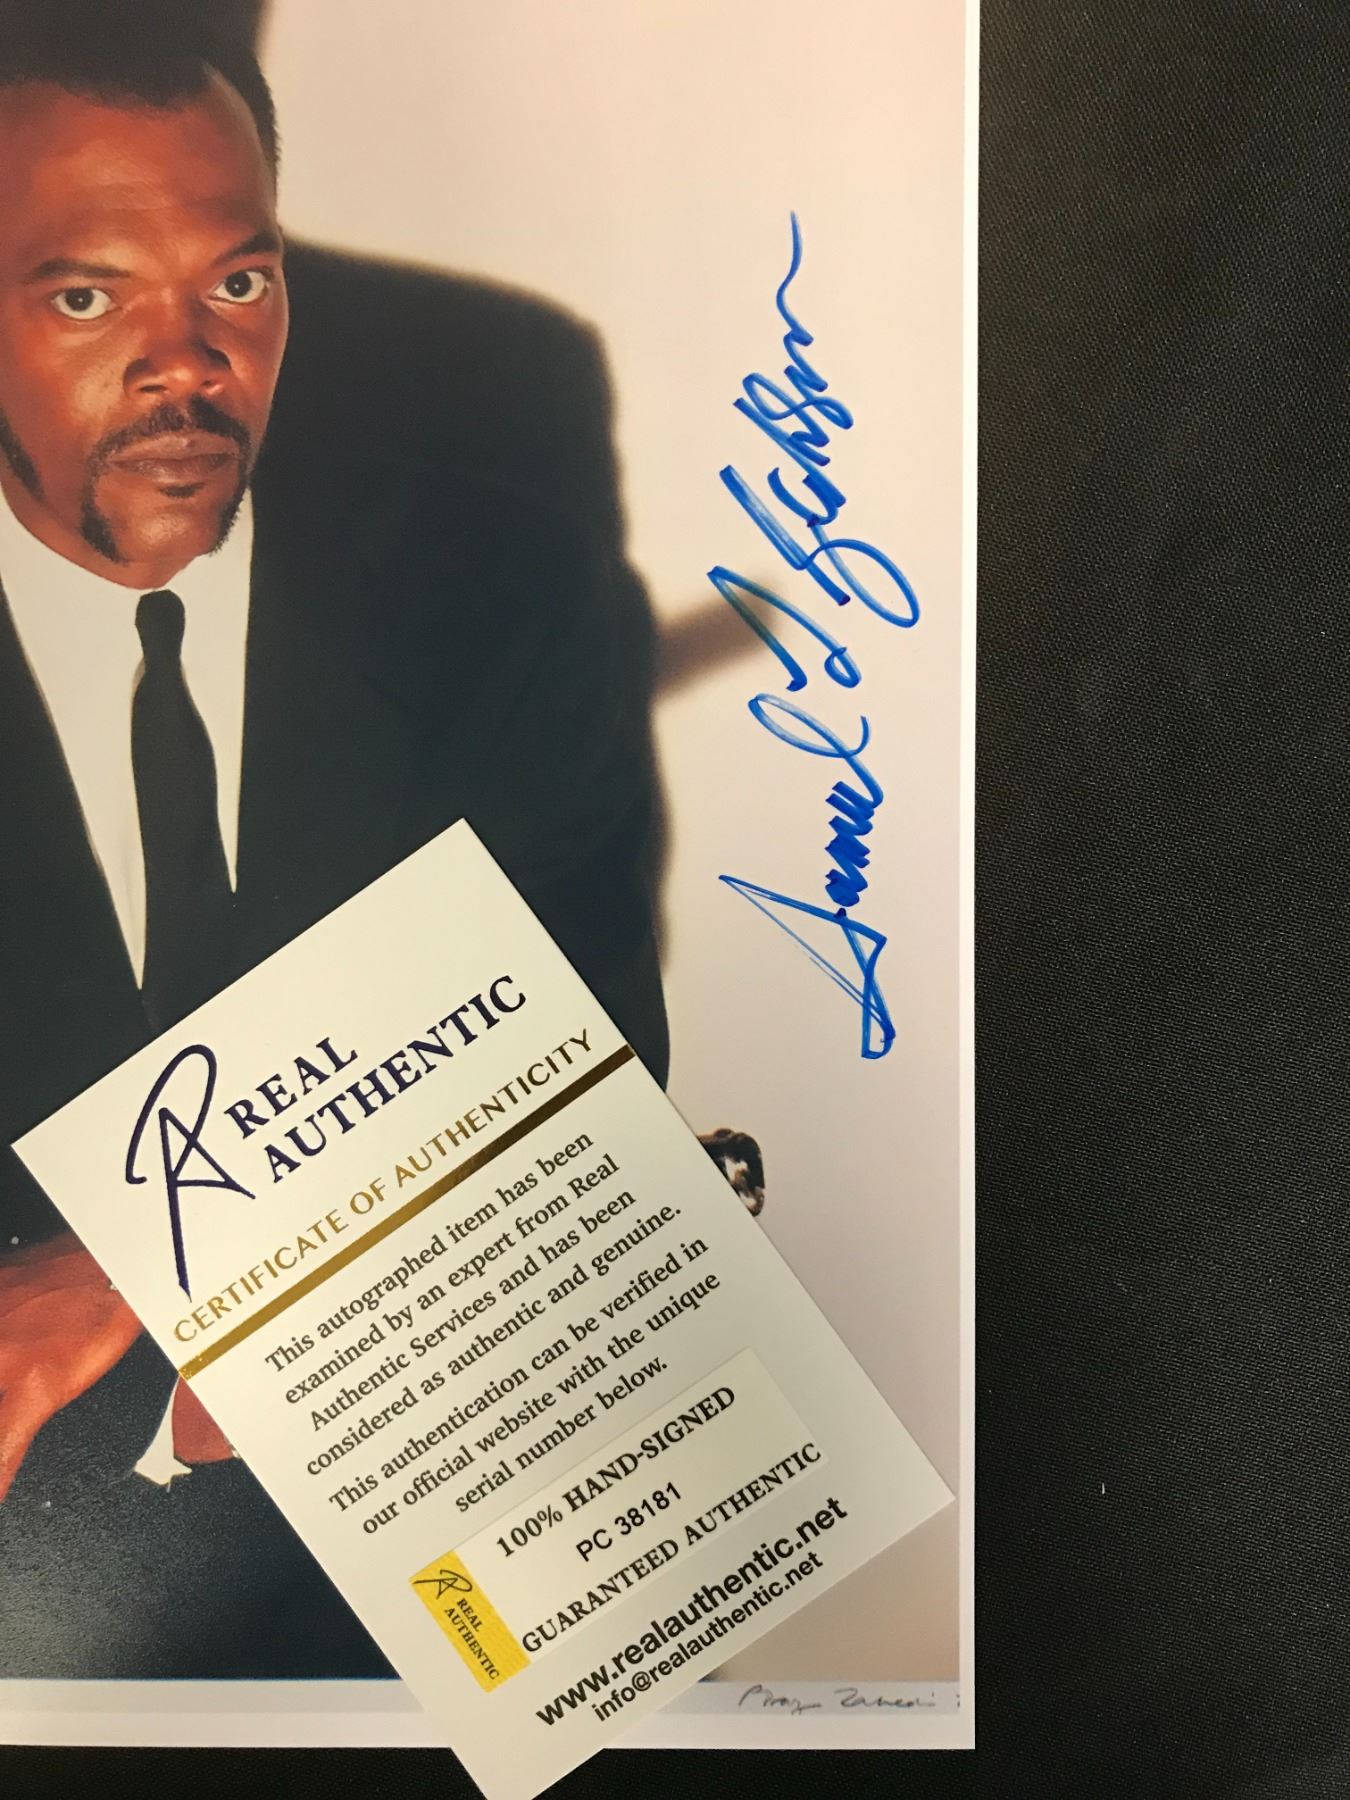 Samuel L Jackson
REAL
AUTHENTIC
CERTIFICATE OF AUTHENTICITY
This autographed item has been
examined by an expert from Real
Authentic Services and has been
considered as authentic and genuine.
This authentication can be verified in
our official website with the unique
serial number below.
REAL
AUTHENTIC
100% HAND-SIGNED
PC 38181
GUARANTEED AUTHENTIC
www.realauthentic.net
info@realauthentic.net